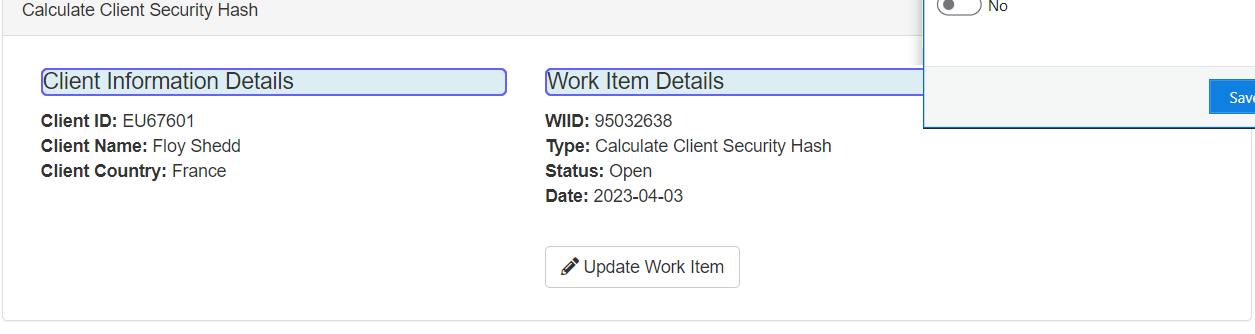 Calculate Client Security Hash
No
Client Information Details
Client ID: EU67601
Client Name: Floy Shedd
Client Country: France
Work Item Details
WIID: 95032638
Type: Calculate Client Security Hash
Status: Open
Date: 2023-04-03
Update Work Item